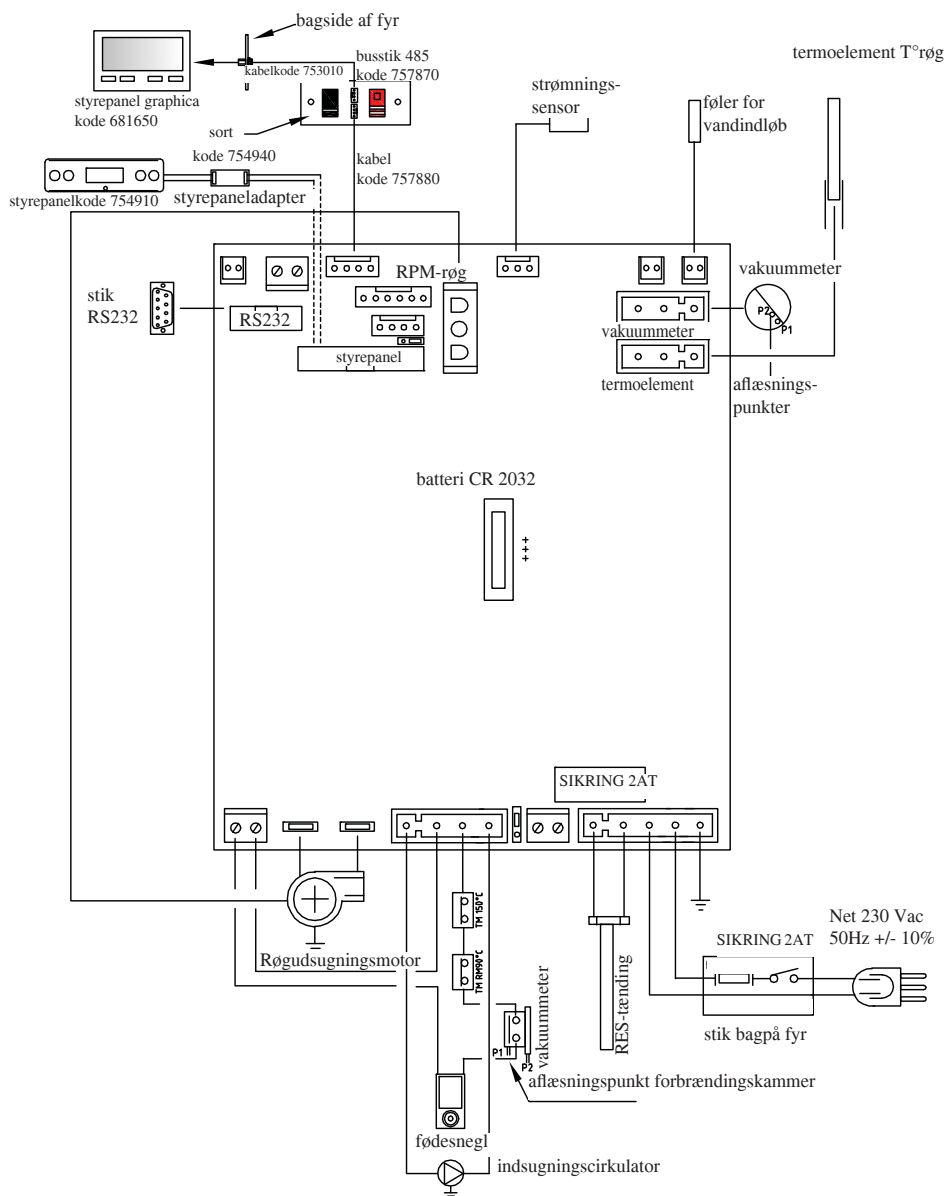 bagside af fyr
kabelkode 753010
busstik 485
kode 757870
styrepanel graphica
kode 681650
sort
strømnings-
sensor
føler for
vandindløb
termoelement T°røg
kode 754940
kabel
kode 757880
styrepanelkode 754910
styrepaneladapter
RPM-røg
stik
RS232
RS232
styrepanel
vakuummeter
vakuummeter
P2
P1
termoelement
aflæsnings-
punkter
batteri CR 2032
+++
SIKRING 2AT
TM 150°C
TM RM90°C
Røgudsugningsmotor
vakuummeter
P1
P2
RES-tænding
SIKRING 2AT
Net 230 Vac
50Hz +/- 10%
stik bagpå fyr
aflæsningspunkt forbrændingskammer
fødesnegl
indsugningscirkulator